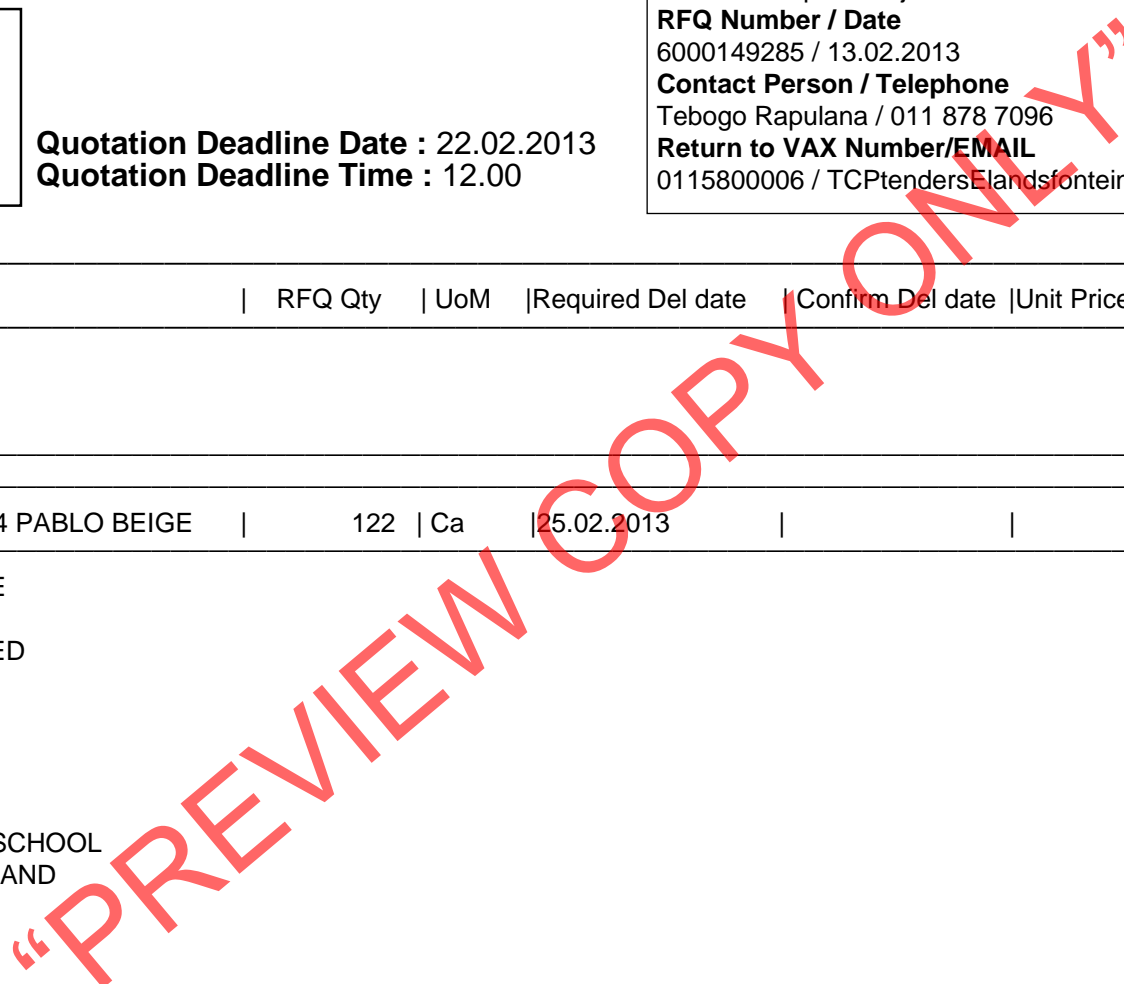 RFQ Number / Date
6000149285 / 13.02.2013
Contact Person / Telephone
Tebogo Rapulana / 011 878 7096
Return to VAX Number/EMAIL
0115800006 / TCPtendersElandsfontein
Quotation Deadline Date : 22.02.2013
Quotation Deadline Time : 12.00
| RFQ Qty | UoM |Required Del date | Confirm Del date |Unit Price
4 PABLO BEIGE | 122 | Ca |25.02.2013 | |
E
ED
SCHOOL
AND
“PREVIEW COPY ONLY”